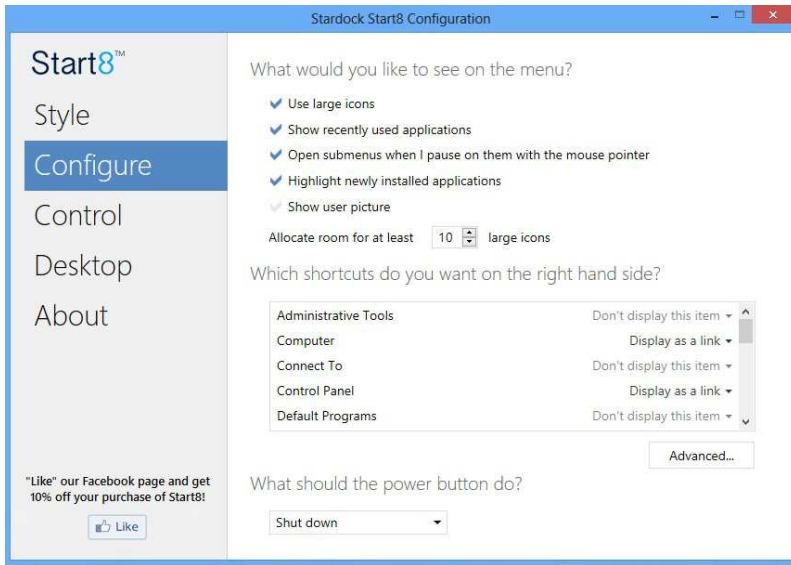 Stardock Start8 Configuration
Start8™
Style
Configure
Control
Desktop
About
"Like" our Facebook page and get
10% off your purchase of Start8!
Like
What would you like to see on the menu?
Use large icons
Show recently used applications
Open submenus when I pause on them with the mouse pointer
Highlight newly installed applications
Show user picture
Allocate room for at least 10 large icons
Which shortcuts do you want on the right hand side?
Administrative Tools Don't display this item
Computer Display as a link
Connect To Don't display this item
Control Panel Display as a link
Default Programs Don't display this item
Advanced...
What should the power button do?
Shut down